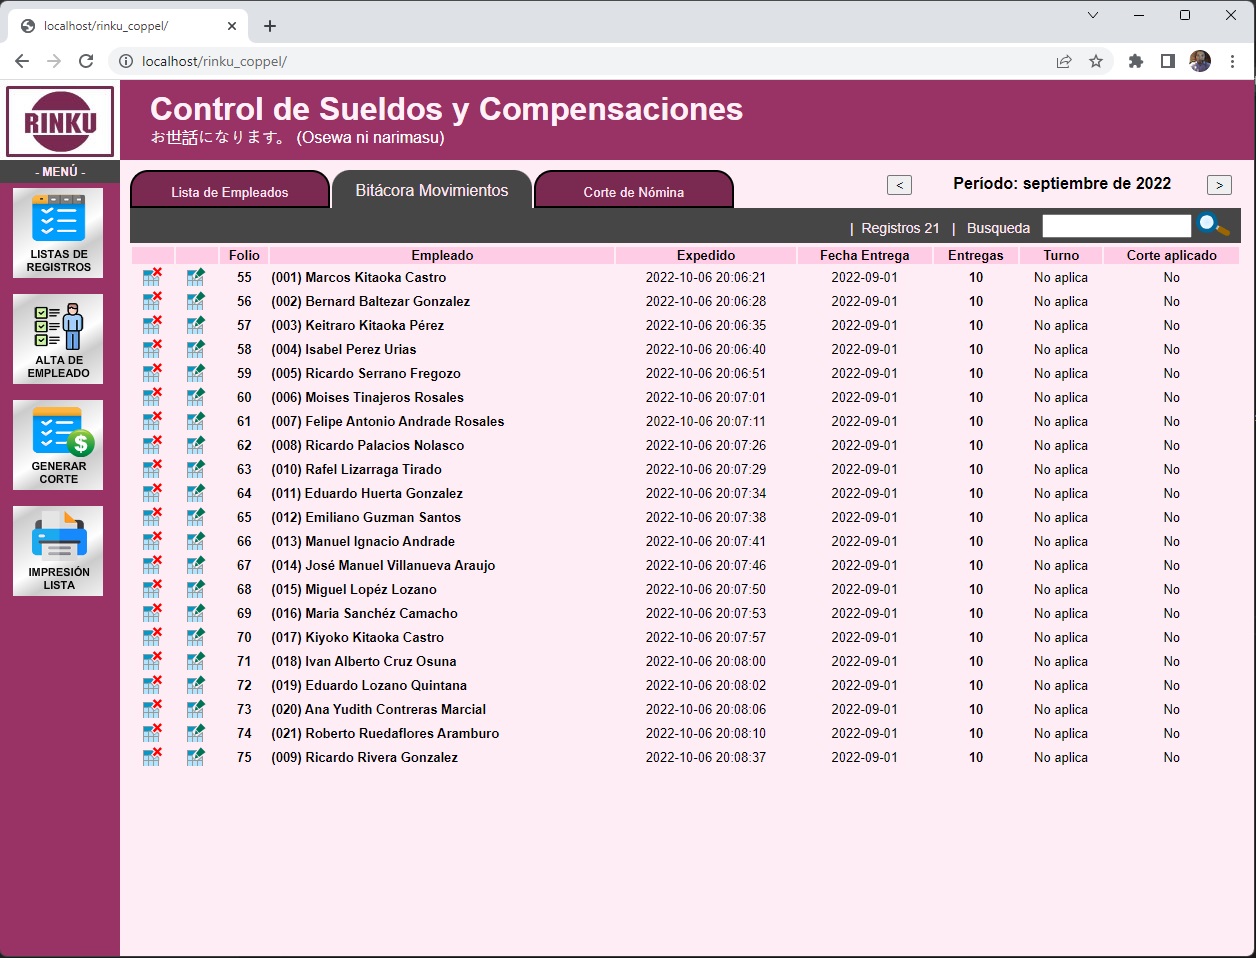 localhost/rinku_coppel/
localhost/rinku_coppel/
RINKU
Control de Sueldos y Compensaciones
お世話になります。 (Osewa ni narimasu)
- MENÚ -
LISTAS DE
REGISTROS
ALTA DE
EMPLEADO
GENERAR
CORTE
IMPRESIÓN
LISTA
Lista de Empleados
Bitácora Movimientos
Corte de Nómina
< Período: septiembre de 2022 >
| Registros 21 | Busqueda
Folio Empleado Expedido Fecha Entrega Entregas Turno Corte aplicado
55 (001) Marcos Kitaoka Castro 2022-10-06 20:06:21 2022-09-01 10 No aplica No
56 (002) Bernard Baltezar Gonzalez 2022-10-06 20:06:28 2022-09-01 10 No aplica No
57 (003) Keitraro Kitaoka Pérez 2022-10-06 20:06:35 2022-09-01 10 No aplica No
58 (004) Isabel Perez Urias 2022-10-06 20:06:40 2022-09-01 10 No aplica No
59 (005) Ricardo Serrano Fregozo 2022-10-06 20:06:51 2022-09-01 10 No aplica No
60 (006) Moises Tinajeros Rosales 2022-10-06 20:07:01 2022-09-01 10 No aplica No
61 (007) Felipe Antonio Andrade Rosales 2022-10-06 20:07:11 2022-09-01 10 No aplica No
62 (008) Ricardo Palacios Nolasco 2022-10-06 20:07:26 2022-09-01 10 No aplica No
63 (010) Rafel Lizarraga Tirado 2022-10-06 20:07:29 2022-09-01 10 No aplica No
64 (011) Eduardo Huerta Gonzalez 2022-10-06 20:07:34 2022-09-01 10 No aplica No
65 (012) Emiliano Guzman Santos 2022-10-06 20:07:38 2022-09-01 10 No aplica No
66 (013) Manuel Ignacio Andrade 2022-10-06 20:07:41 2022-09-01 10 No aplica No
67 (014) José Manuel Villanueva Araujo 2022-10-06 20:07:46 2022-09-01 10 No aplica No
68 (015) Miguel Lopéz Lozano 2022-10-06 20:07:50 2022-09-01 10 No aplica No
69 (016) Maria Sanchéz Camacho 2022-10-06 20:07:53 2022-09-01 10 No aplica No
70 (017) Kiyoko Kitaoka Castro 2022-10-06 20:07:57 2022-09-01 10 No aplica No
71 (018) Ivan Alberto Cruz Osuna 2022-10-06 20:08:00 2022-09-01 10 No aplica No
72 (019) Eduardo Lozano Quintana 2022-10-06 20:08:02 2022-09-01 10 No aplica No
73 (020) Ana Yudith Contreras Marcial 2022-10-06 20:08:06 2022-09-01 10 No aplica No
74 (021) Roberto Ruedaflores Aramburo 2022-10-06 20:08:10 2022-09-01 10 No aplica No
75 (009) Ricardo Rivera Gonzalez 2022-10-06 20:08:37 2022-09-01 10 No aplica No